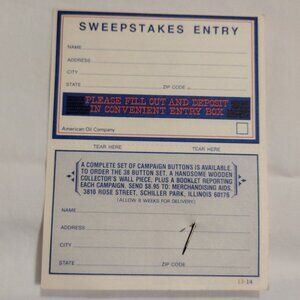 SWEEPSTAKES ENTRY
NAME
ADDRESS
CITY
STATE ZIP CODE
PLEASE FILL OUT AND DEPOSIT
IN CONVENIENT ENTRY BOX
American Oil Company
TEAR HERE TEAR HERE
A COMPLETE SET OF CAMPAIGN BUTTONS IS AVAILABLE
TO ORDER THE 38 BUTTON SET, A HANDSOME WOODEN
COLLECTOR'S WALL PIECE, PLUS A BOOKLET REPORTING
EACH CAMPAIGN, SEND $8.95 TO: MERCHANDISING AIDS,
3810 ROSE STREET, SCHILLER PARK, ILLINOIS 60176
(ALLOW 8 WEEKS FOR DELIVERY)
NAME
ADDRESS
CITY
STATE ZIP CODE
13-14